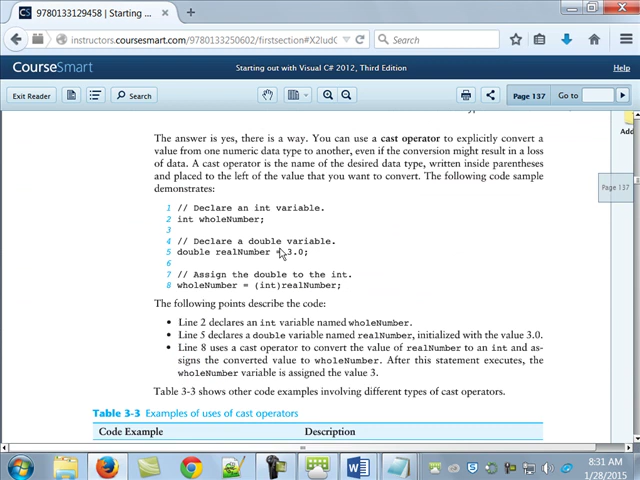 9780133129458 | Starting ...
instructors.coursesmart.com/9780133250602/firstsection#X2ludC
Search
CourseSmart
Starting out with Visual C# 2012, Third Edition
Help
Exit Reader
Search
Page 137
Go to
Add
The answer is yes, there is a way. You can use a cast operator to explicitly convert a
value from one numeric data type to another, even if the conversion might result in a loss
of data. A cast operator is the name of the desired data type, written inside parentheses
and placed to the left of the value that you want to convert. The following code sample
demonstrates:
Page 137
1 // Declare an int variable.
2 int wholeNumber;
3
4 // Declare a double variable.
5 double realNumber = 3.0;
6
7 // Assign the double to the int.
8 wholeNumber = (int)realNumber;
The following points describe the code:
• Line 2 declares an int variable named wholeNumber.
• Line 5 declares a double variable named realNumber, initialized with the value 3.0.
• Line 8 uses a cast operator to convert the value of realNumber to an int and as-
signs the converted value to wholeNumber. After this statement executes, the
wholeNumber variable is assigned the value 3.
Table 3-3 shows other code examples involving different types of cast operators.
Table 3-3 Examples of uses of cast operators
Code Example Description
8:31 AM
1/28/2015